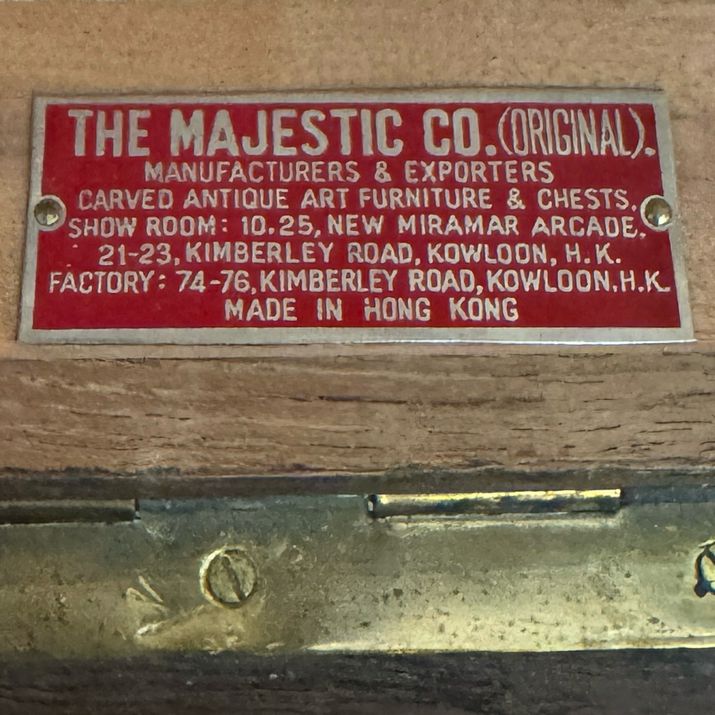 THE MAJESTIC CO.(ORIGINAL).
MANUFACTURERS & EXPORTERS
CARVED ANTIQUE ART FURNITURE & CHESTS.
SHOW ROOM: 10.25, NEW MIRAMAR ARCADE.
21-23, KIMBERLEY ROAD, KOWLOON, H.K.
FACTORY: 74-76, KIMBERLEY ROAD, KOWLOON, H.K.
MADE IN HONG KONG